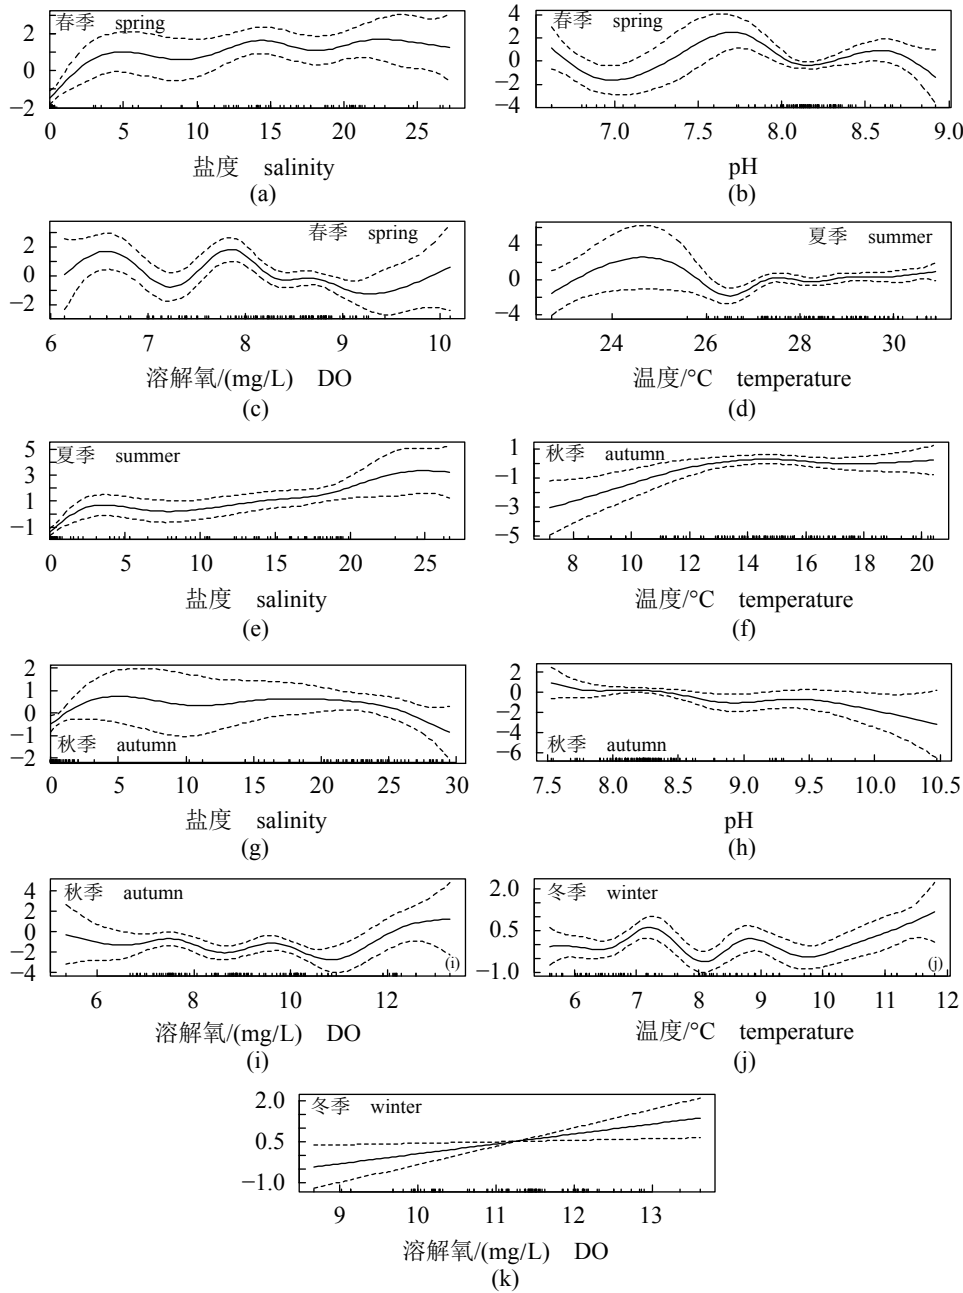 春季 spring
2
0
−2
0 5 10 15 20 25
盐度 salinity
(a)
春季 spring
4
2
0
−2
−4
7.0 7.5 8.0 8.5 9.0
pH
(b)
春季 spring
2
0
−2
6 7 8 9 10
溶解氧/(mg/L) DO
(c)
夏季 summer
4
0
−4
24 26 28 30
温度/°C temperature
(d)
夏季 summer
5
3
1
−1
0 5 10 15 20 25
盐度 salinity
(e)
秋季 autumn
1
−1
−3
−5
8 10 12 14 16 18 20
温度/°C temperature
(f)
2
1
0
−1
−2
秋季 autumn
0 5 10 15 20 25 30
盐度 salinity
(g)
2
0
−2
−4
−6
秋季 autumn
7.5 8.0 8.5 9.0 9.5 10.0 10.5
pH
(h)
秋季 autumn
4
2
0
−2
−4
(i)
6 8 10 12
溶解氧/(mg/L) DO
(i)
冬季 winter
2.0
0.5
−1.0
(j)
6 7 8 9 10 11 12
温度/°C temperature
(j)
冬季 winter
2.0
0.5
−1.0
9 10 11 12 13
溶解氧/(mg/L) DO
(k)